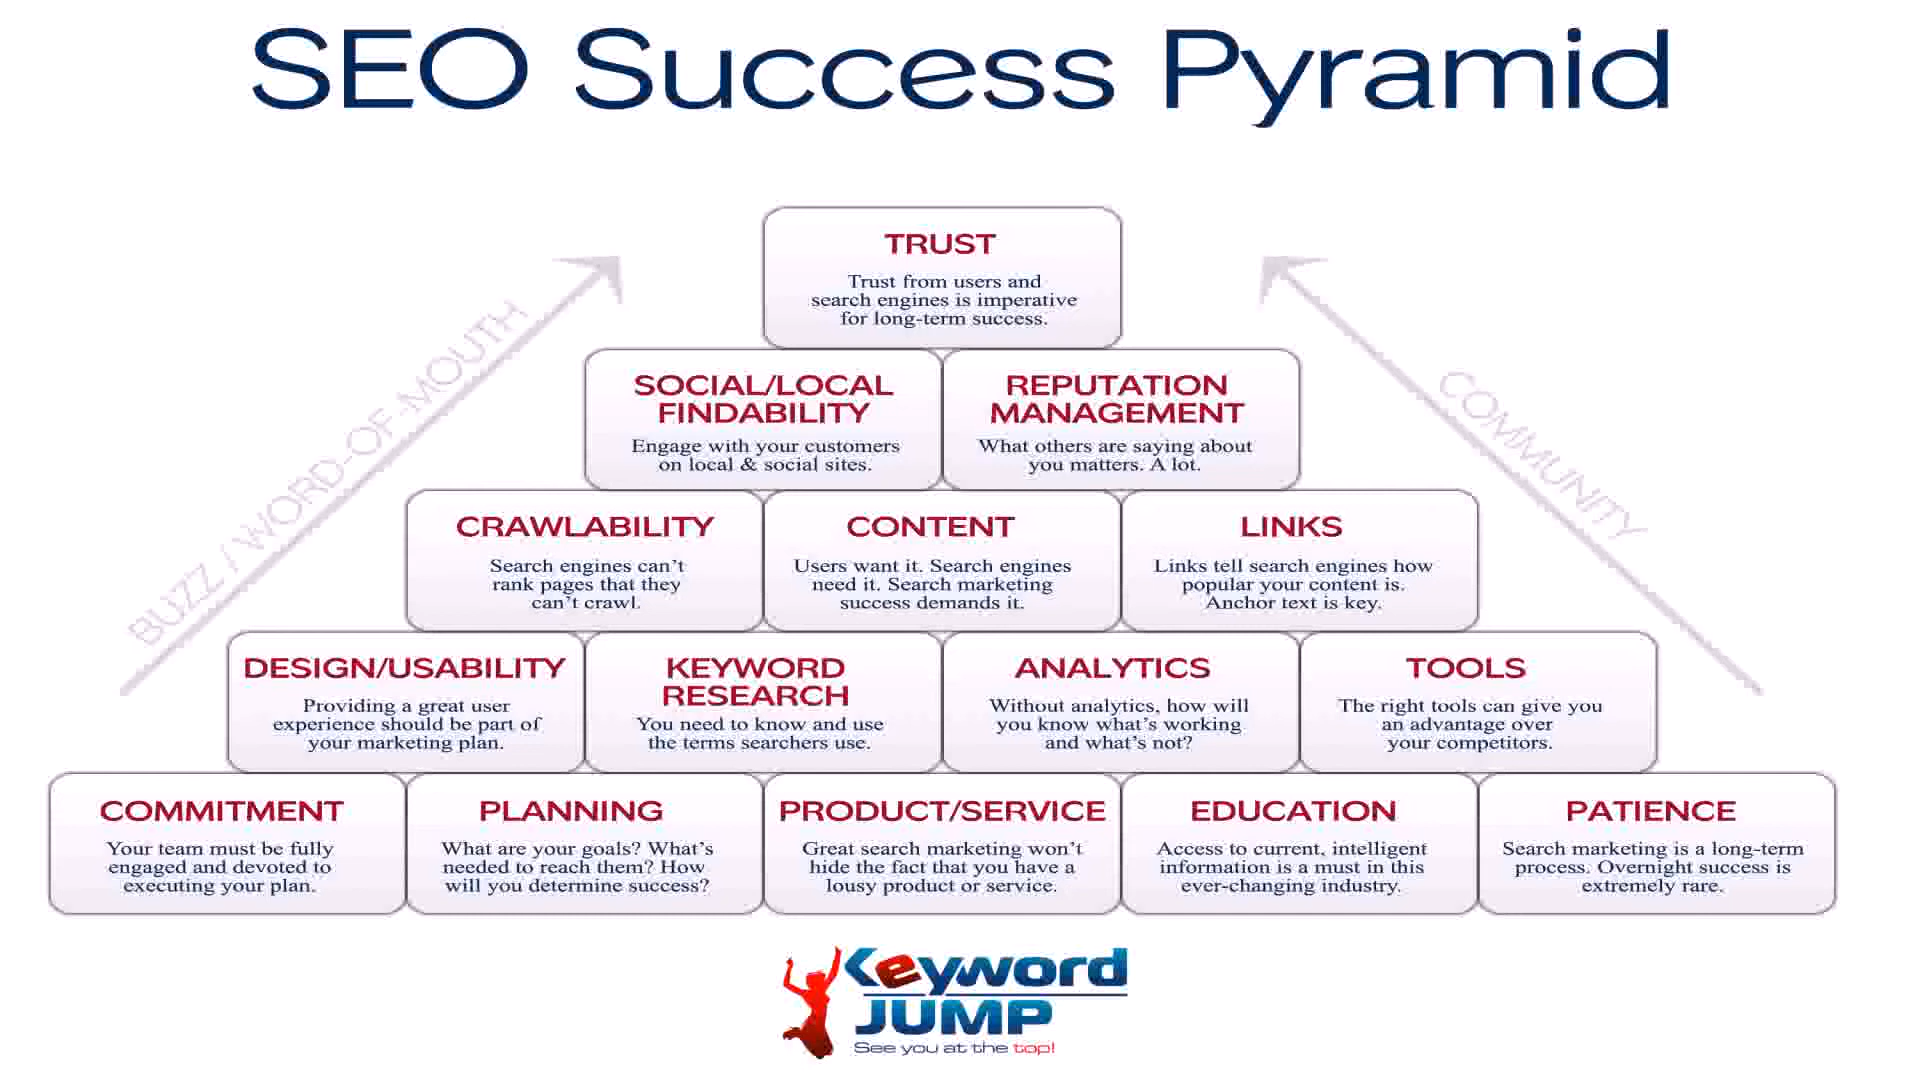 SEO Success Pyramid
TRUST
Trust from users and
search engines is imperative
for long-term success.
BUZZ / WORD-OF-MOUTH
COMMUNITY
SOCIAL/LOCAL
FINDABILITY
Engage with your customers
on local & social sites.
REPUTATION
MANAGEMENT
What others are saying about
you matters. A lot.
CRAWLABILITY
Search engines can't
rank pages that they
can't crawl.
CONTENT
Users want it. Search engines
need it. Search marketing
success demands it.
LINKS
Links tell search engines how
popular your content is.
Anchor text is key.
DESIGN/USABILITY
Providing a great user
experience should be part of
your marketing plan.
KEYWORD
RESEARCH
You need to know and use
the terms searchers use.
ANALYTICS
Without analytics, how will
you know what's working
and what's not?
TOOLS
The right tools can give you
an advantage over
your competitors.
COMMITMENT
Your team must be fully
engaged and devoted to
executing your plan.
PLANNING
What are your goals? What's
needed to reach them? How
will you determine success?
PRODUCT/SERVICE
Great search marketing won't
hide the fact that you have a
lousy product or service.
EDUCATION
Access to current, intelligent
information is a must in this
ever-changing industry.
PATIENCE
Search marketing is a long-term
process. Overnight success is
extremely rare.
Keyword
JUMP
See you at the top!